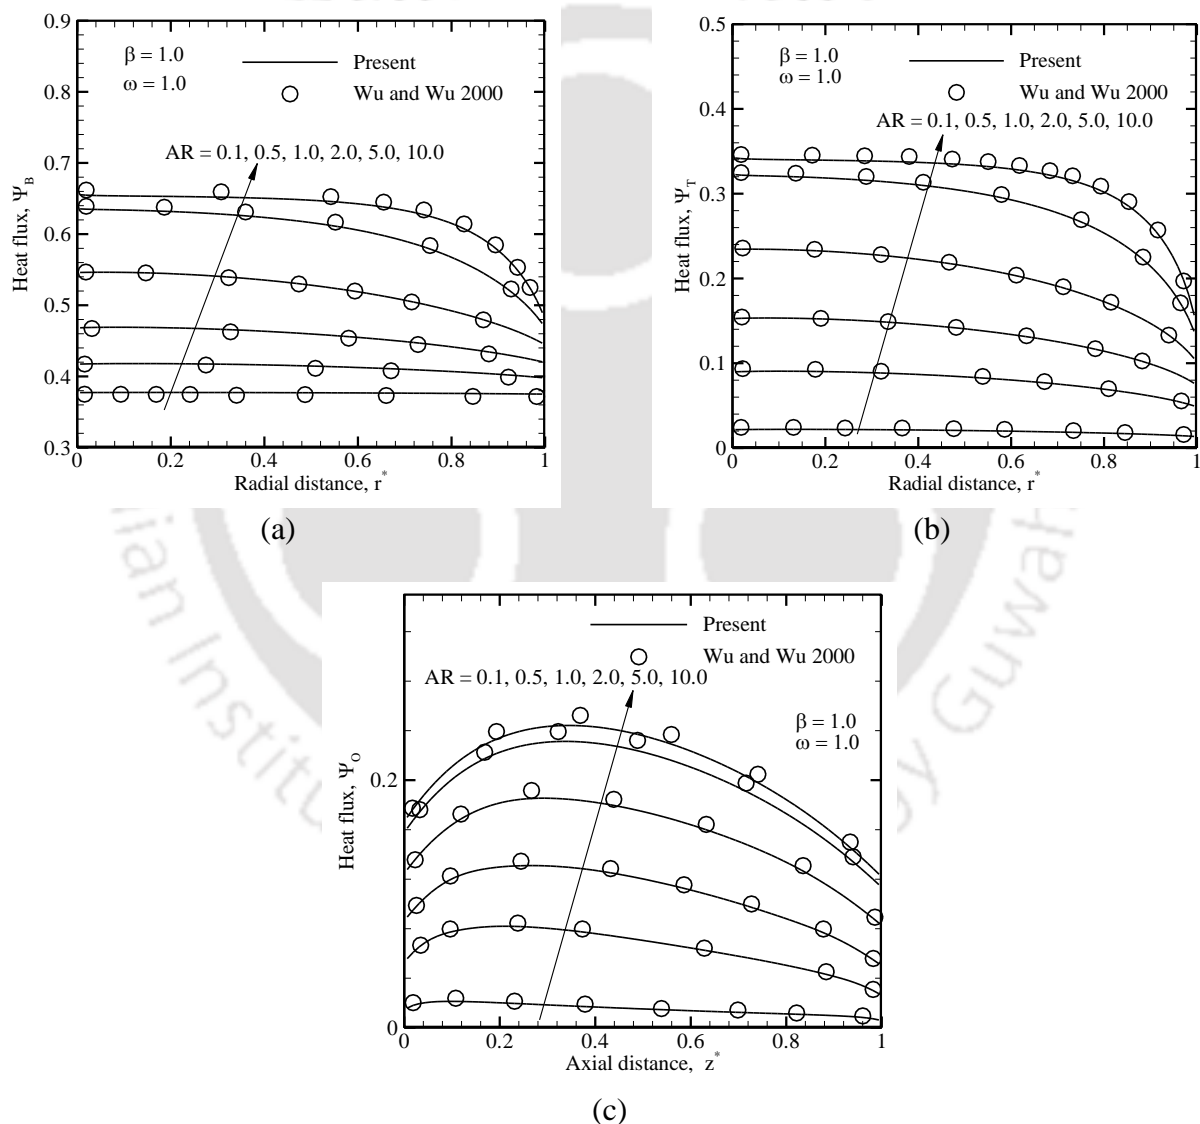 0.9
β = 1.0
ω = 1.0
Present
Wu and Wu 2000
AR = 0.1, 0.5, 1.0, 2.0, 5.0, 10.0
0.8
0.7
0.6
0.5
0.4
0.3
Heat flux, Ψ_B
0 0.2 0.4 0.6 0.8 1
Radial distance, r*
(a)
0.5
β = 1.0
ω = 1.0
Present
Wu and Wu 2000
AR = 0.1, 0.5, 1.0, 2.0, 5.0, 10.0
0.4
0.3
0.2
0.1
0
Heat flux, Ψ_T
0 0.2 0.4 0.6 0.8 1
Radial distance, r*
(b)
Present
Wu and Wu 2000
AR = 0.1, 0.5, 1.0, 2.0, 5.0, 10.0
β = 1.0
ω = 1.0
0.2
0
Heat flux, Ψ_O
0 0.2 0.4 0.6 0.8 1
Axial distance, z*
(c)